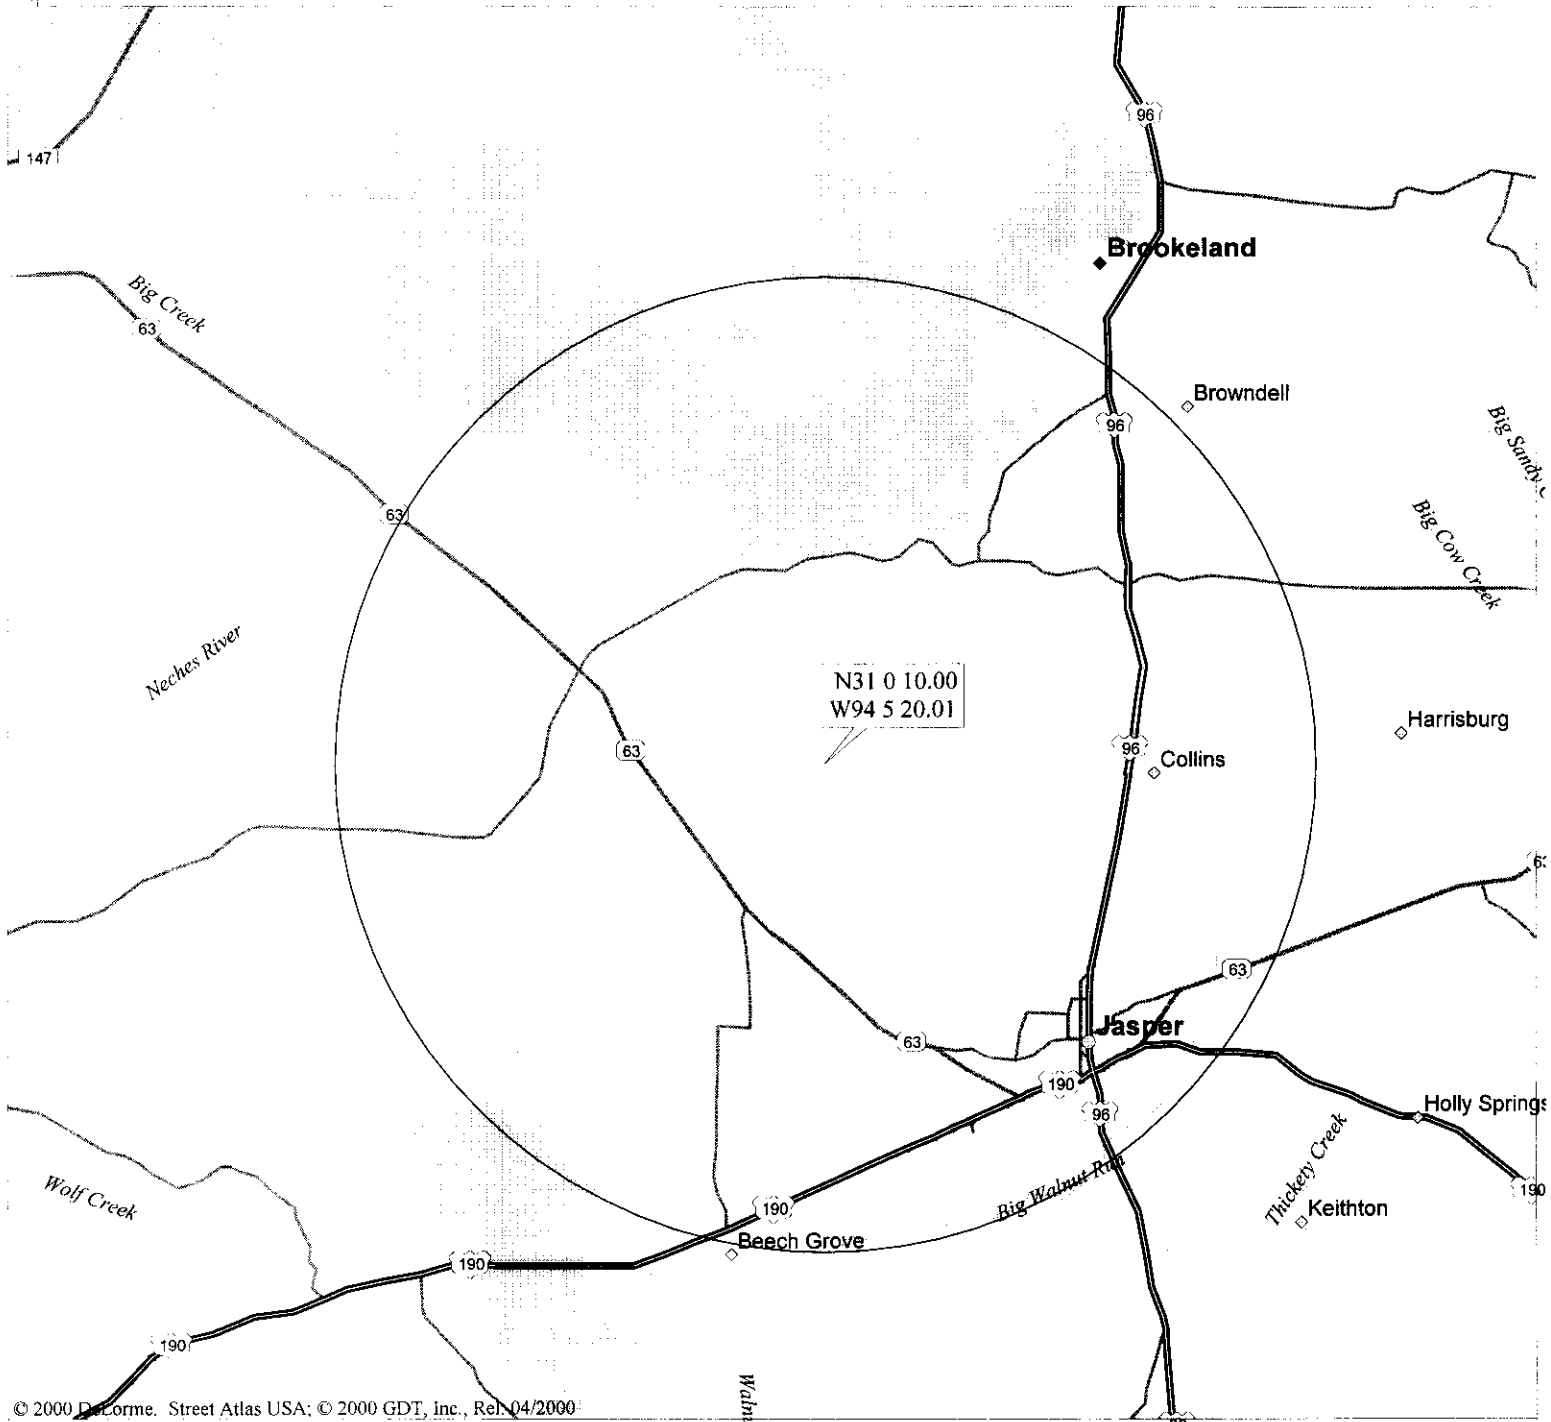 96
147
Brookeland
Big Creek
63
Browndell
96
Big Sandy
63
Big Cow Creek
Neches River
N31 0 10.00
W94 5 20.01
Harrisburg
63
96
Collins
63
63
Jasper
63
190
96
Holly Springs
Thickety Creek
Big Walnut Run
Wolf Creek
190
190
Keithton
Beech Grove
190
190
© 2000 DeLorme. Street Atlas USA; © 2000 GDT, Inc., Rel. 04/2000